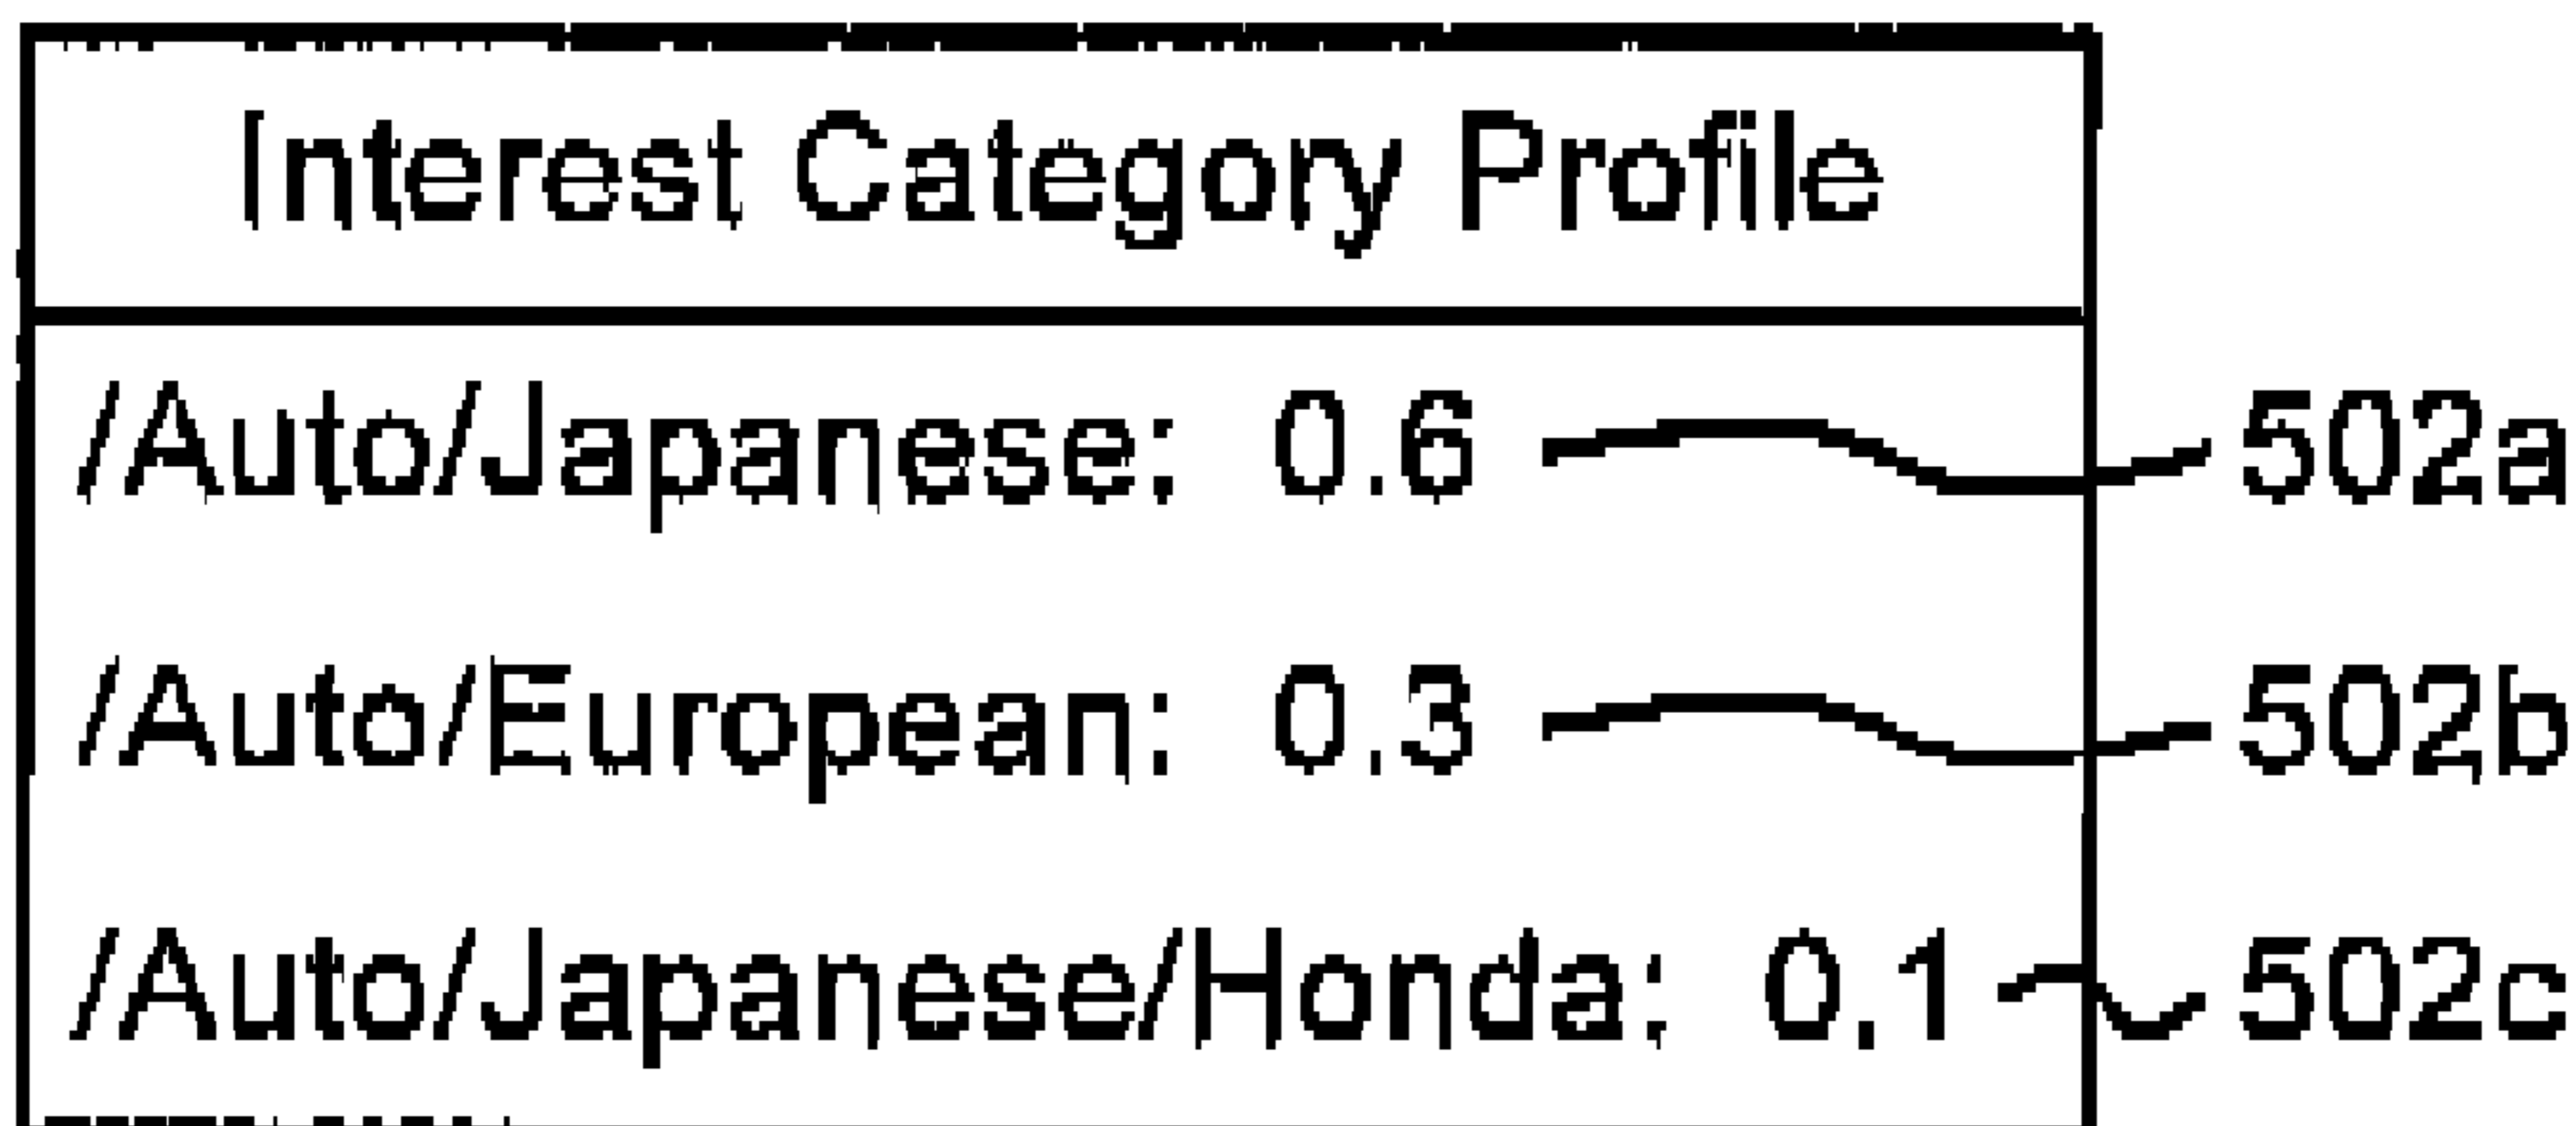 Interest Category Profile
/Auto/Japanese: 0.6 502a
/Auto/European: 0.3 502b
/Auto/Japanese/Honda: 0.1 502c